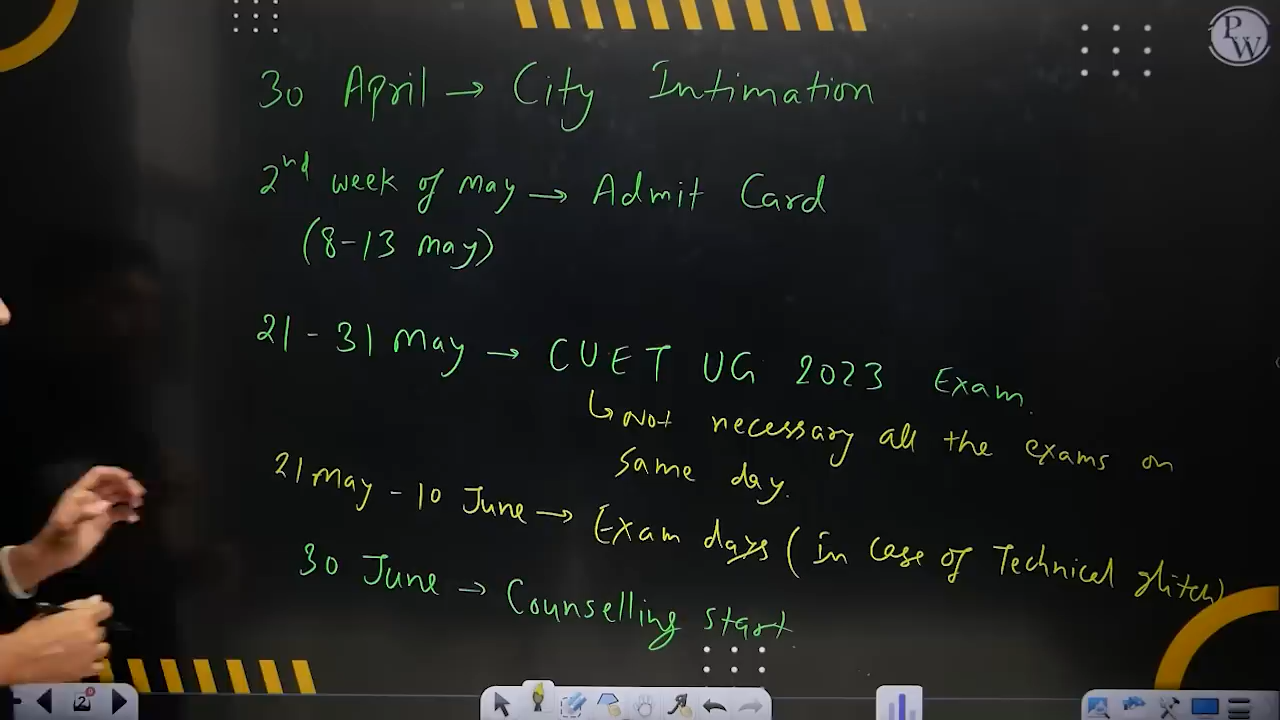 PW
30 April → City Intimation
2nd week of may → Admit Card
(8-13 may)
21 - 31 May → CUET UG 2023 Exam.
↳ Not necessary all the exams on
Same day.
21 May - 10 June → Exam days (in case of Technical glitch)
30 June → Counselling start.
2